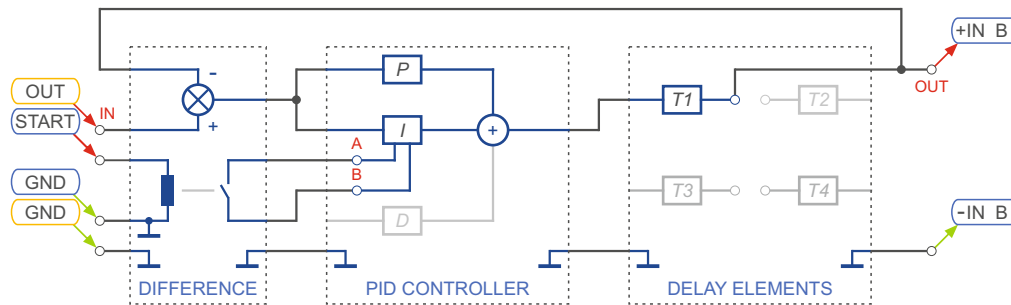 +IN B
-
P
OUT
T1
T2
OUT
IN
START
+
I
+
A
GND
B
T3
T4
GND
D
-IN B
DIFFERENCE
PID CONTROLLER
DELAY ELEMENTS